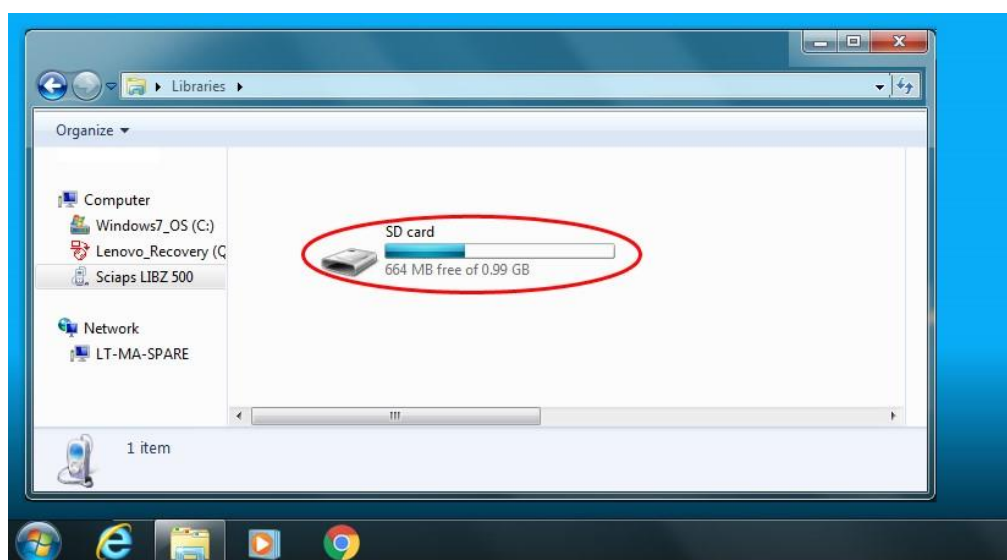 Libraries
Organize
Computer
Windows7_OS (C:)
Lenovo_Recovery (Q
Sciaps LIBZ 500
Network
LT-MA-SPARE
SD card
664 MB free of 0.99 GB
1 item